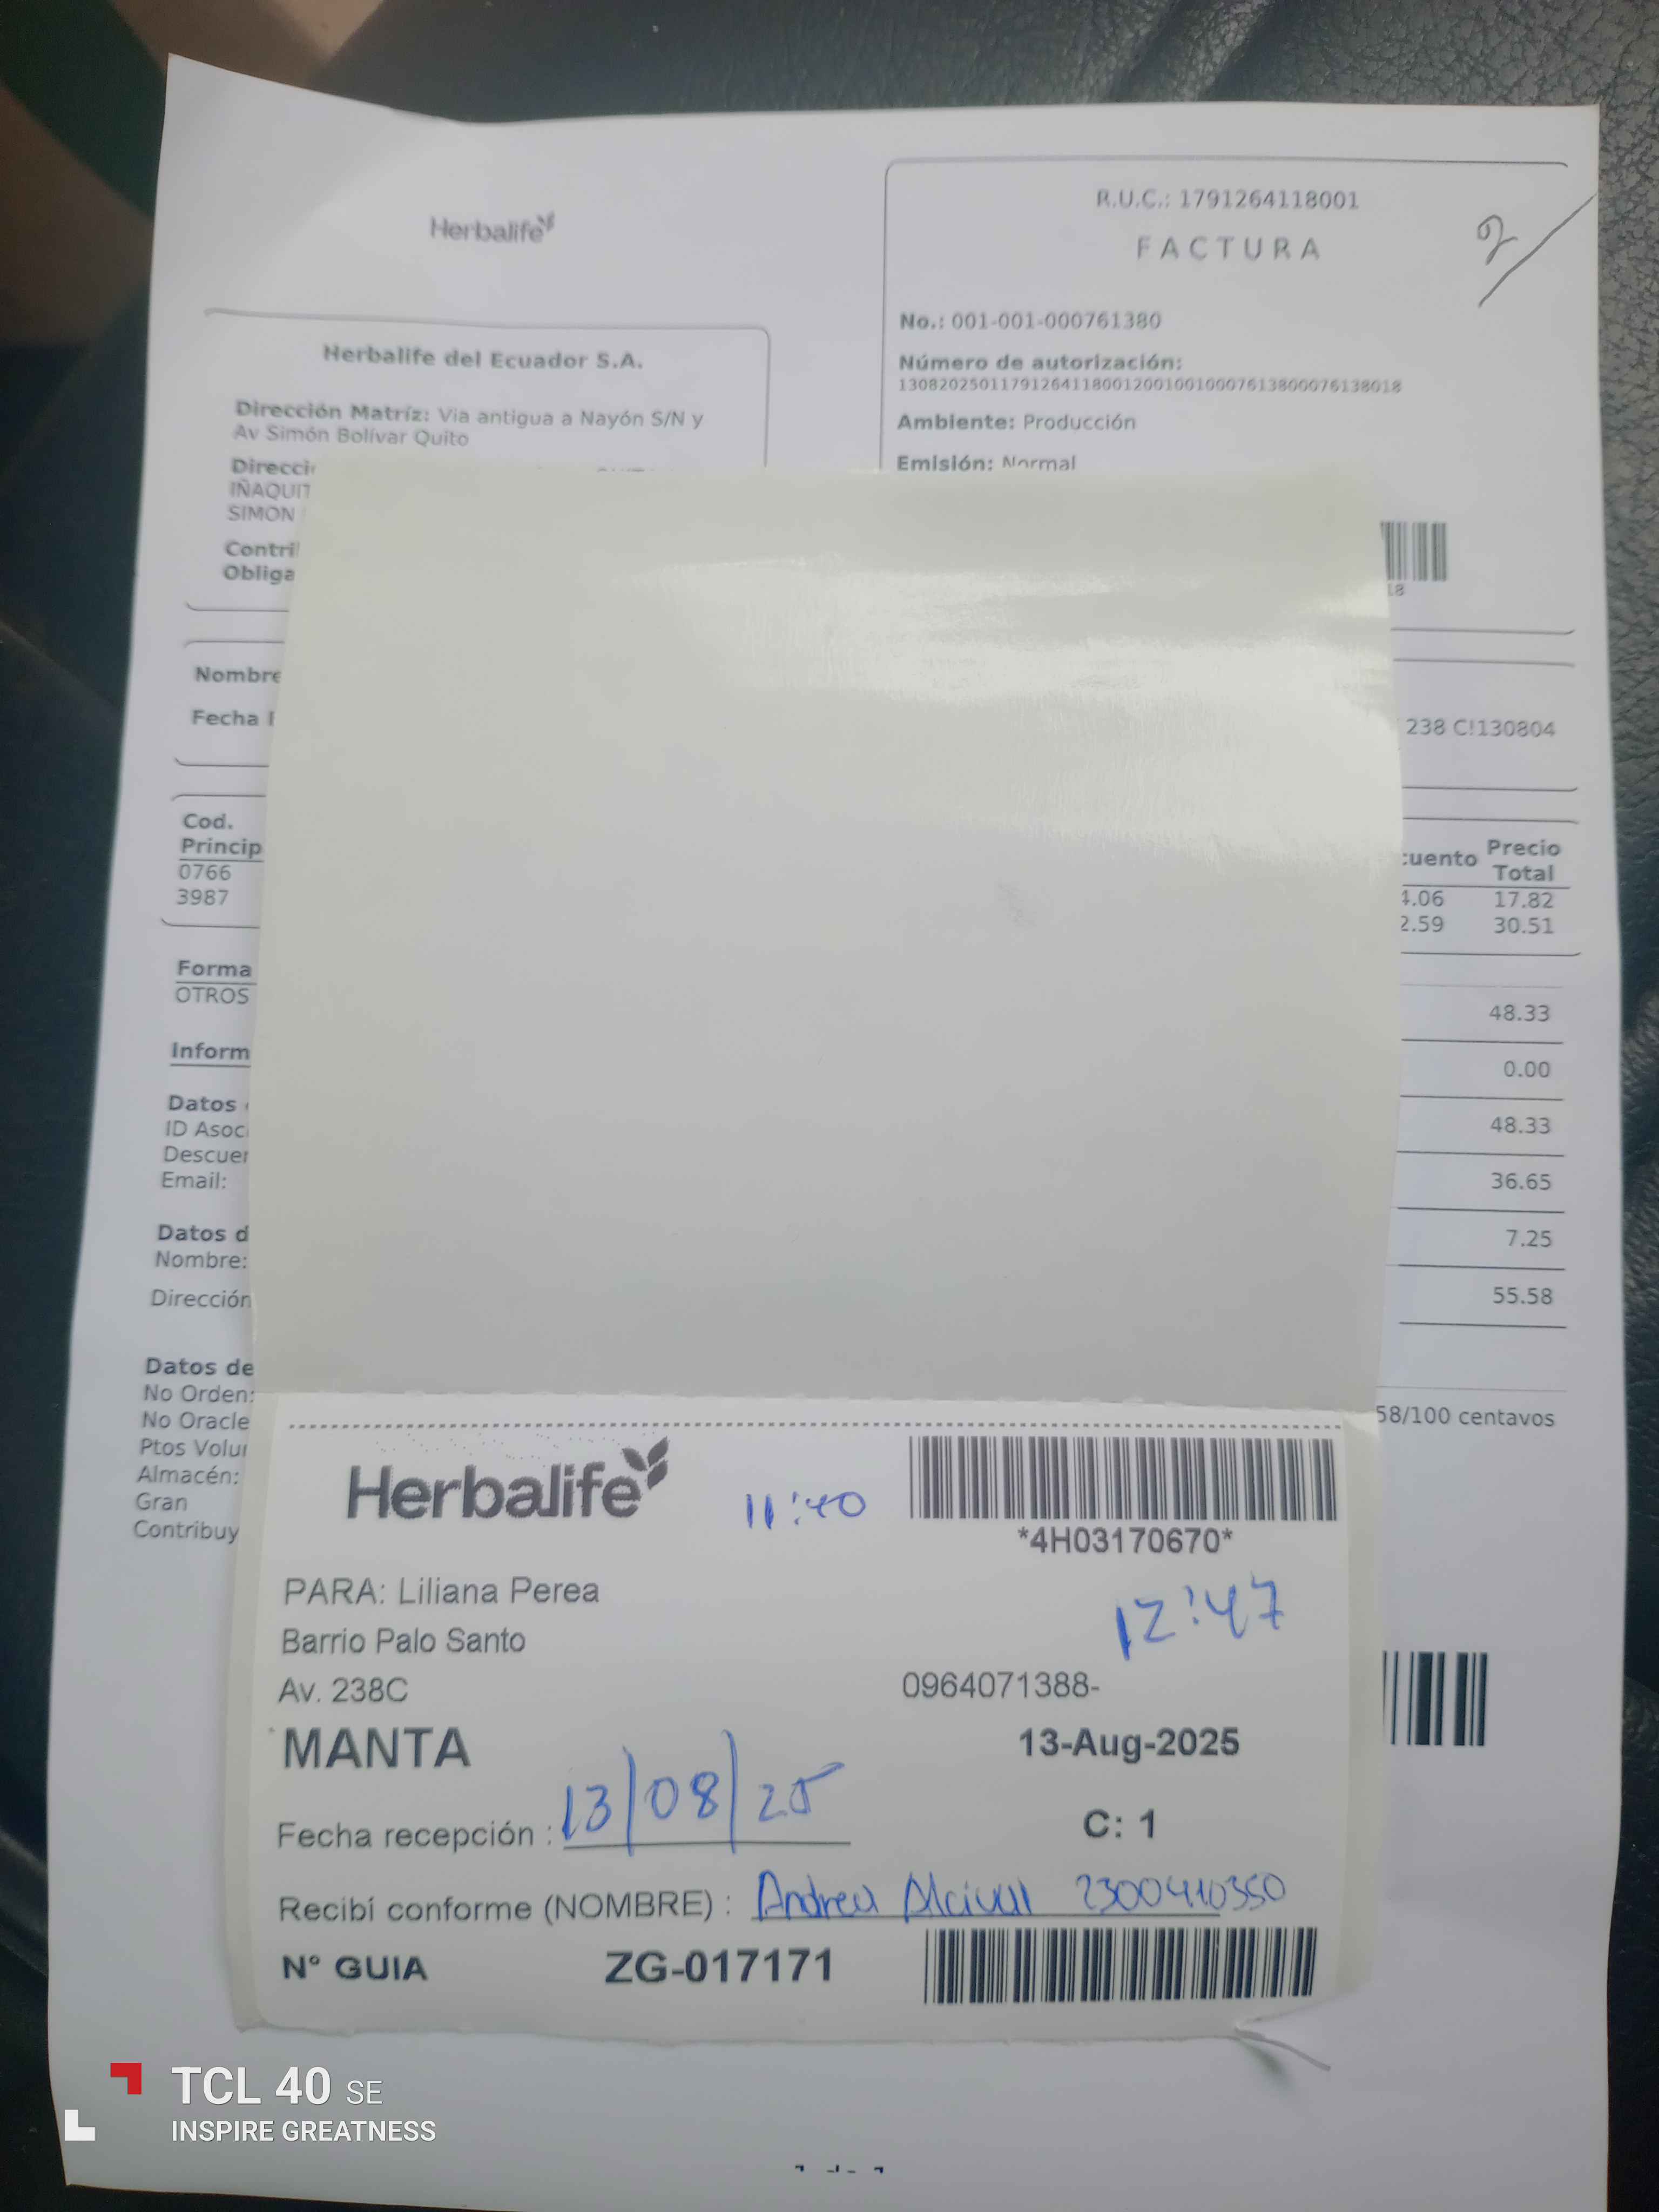 Herbalife
R.U.C.: 1791264118001
FACTURA
2/
No.: 001-001-000761380
Número de autorización:
1308202501179126411800120010010007613800076138018
Ambiente: Producción
Emisión: Normal
18
Herbalife del Ecuador S.A.
Dirección Matríz: Via antigua a Nayón S/N y
Av Simón Bolívar Quito
Direcci
IÑAQUIT
SIMON
Contri
Obliga
Nombre
Fecha
238 C!130804
Cod.
Princip
cuento Precio
Total
0766 4.06 17.82
3987 2.59 30.51
Forma
OTROS
48.33
0.00
48.33
36.65
7.25
55.58
58/100 centavos
Inform
Datos
ID Asoc
Descuen
Email:
Datos d
Nombre:
Dirección
Datos de
No Orden:
No Oracle
Ptos Volu
Almacén:
Gran
Contribuy
Herbalife 11:40
*4H03170670*
PARA: Liliana Perea
12:47
Barrio Palo Santo
Av. 238C 0964071388-
MANTA 13-Aug-2025
Fecha recepción : 13/08/25 C: 1
Recibí conforme (NOMBRE) : Andrea Alcivar 2300410350
N° GUIA ZG-017171
TCL 40 SE
INSPIRE GREATNESS